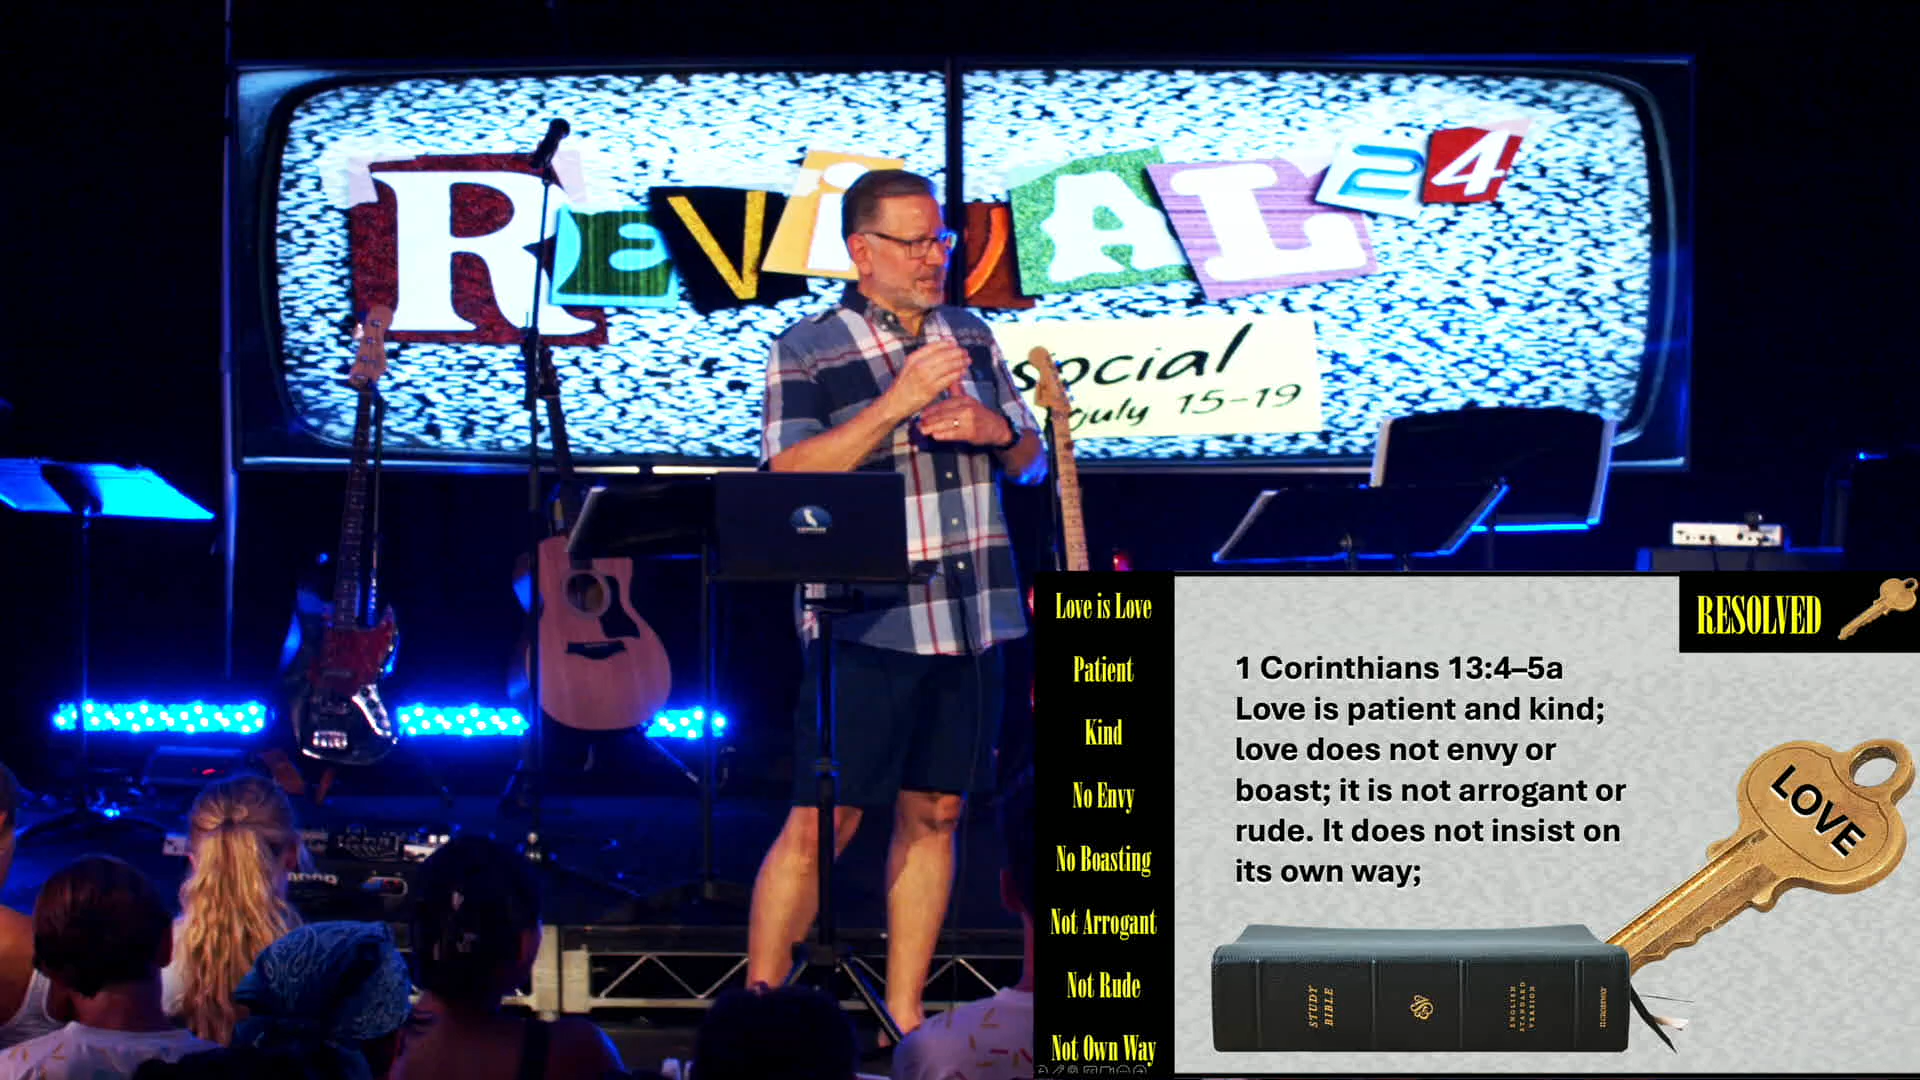 REViVAL 24
social
july 15-19
Love is Love
Patient
Kind
No Envy
No Boasting
Not Arrogant
Not Rude
Not Own Way
RESOLVED
1 Corinthians 13:4–5a
Love is patient and kind;
love does not envy or
boast; it is not arrogant or
rude. It does not insist on
its own way;
LOVE
STUDY
BIBLE
ENGLISH
STANDARD
VERSION